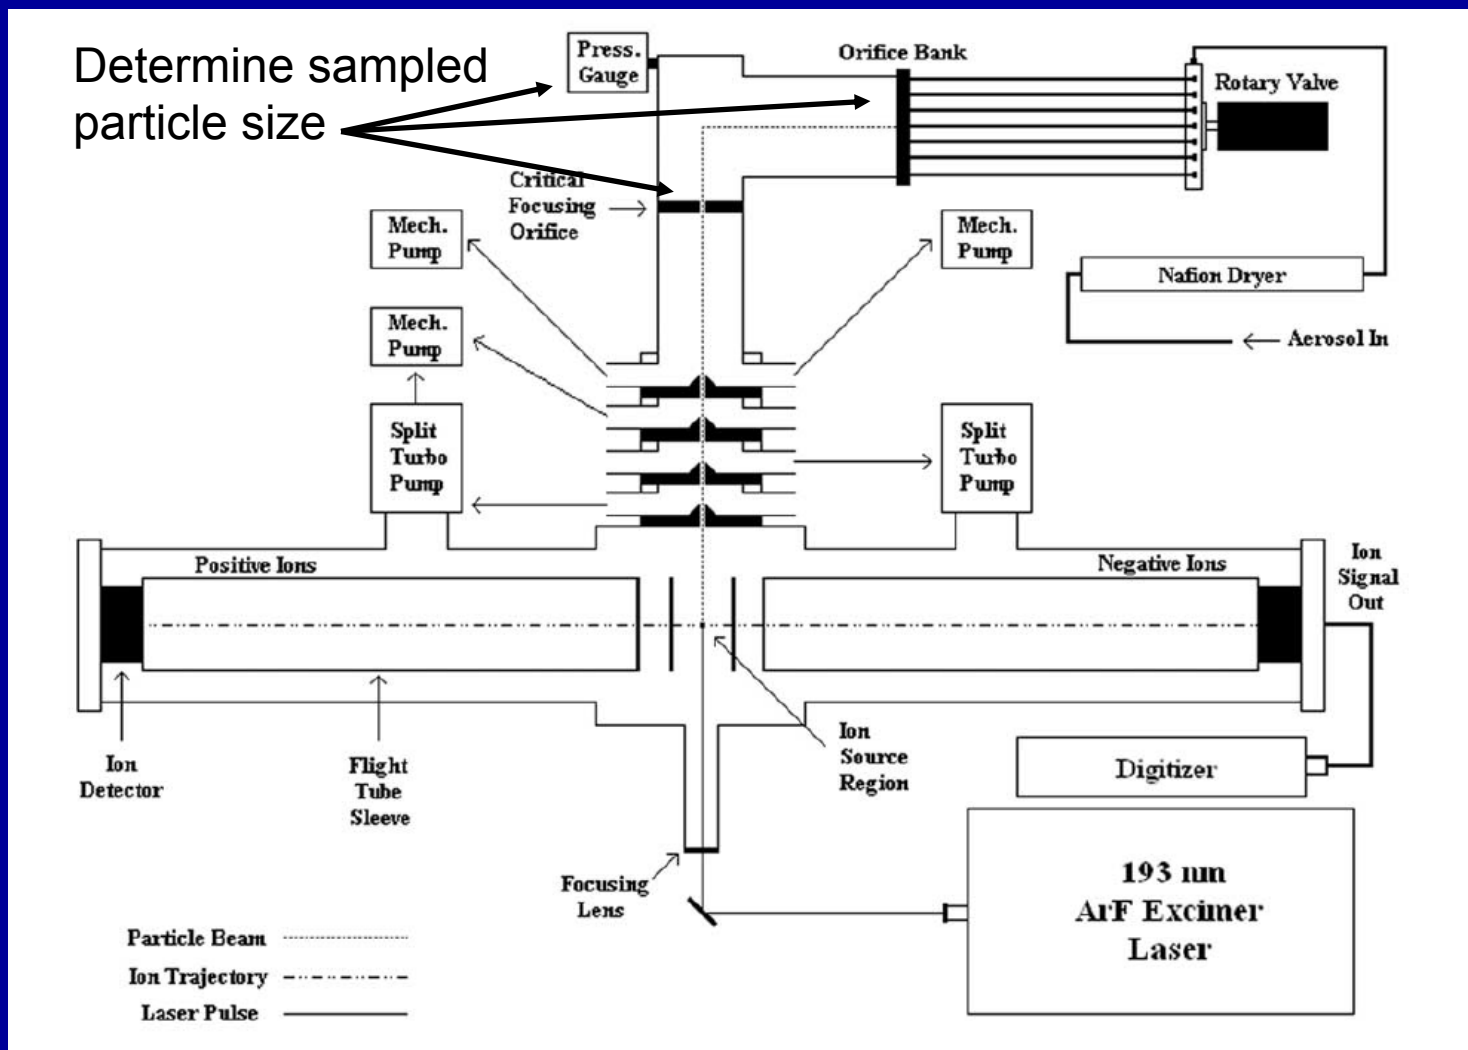 Determine sampled
particle size
Press.
Gauge
Orifice Bank
Rotary Valve
Critical
Focusing
Orifice
Mech.
Pump
Mech.
Pump
Nafion Dryer
Aerosol In
Mech.
Pump
Split
Turbo
Pump
Split
Turbo
Pump
Positive Ions
Negative Ions
Ion
Signal
Out
Ion
Detector
Flight
Tube
Sleeve
Ion
Source
Region
Digitizer
Focusing
Lens
193 nm
ArF Excimer
Laser
Particle Beam
Ion Trajectory
Laser Pulse